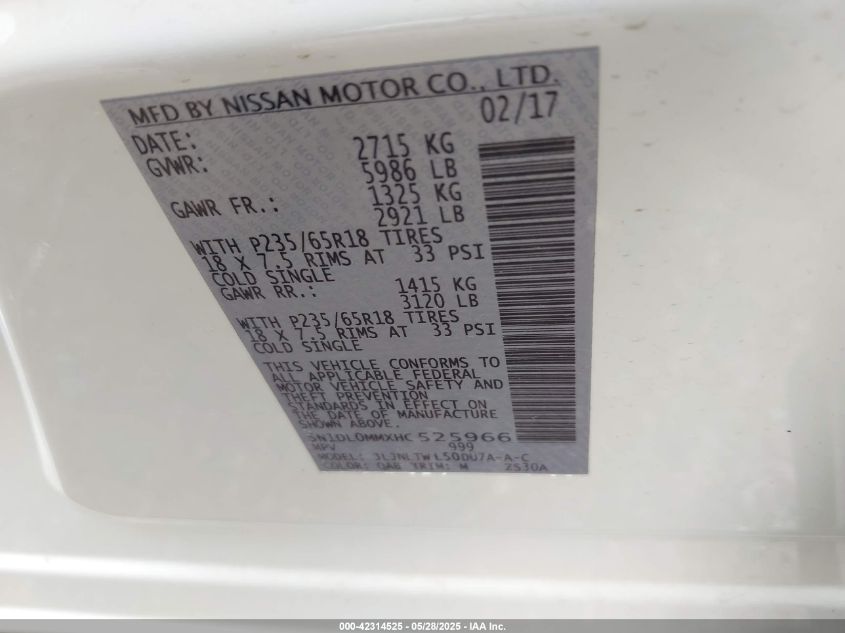 MFD BY NISSAN MOTOR CO., LTD.
DATE: 02/17
GVWR: 2715 KG
5986 LB
GAWR FR.: 1325 KG
2921 LB
WITH P235/65R18 TIRES
18 X 7.5 RIMS AT 33 PSI
COLD SINGLE
GAWR RR.: 1415 KG
3120 LB
WITH P235/65R18 TIRES
18 X 7.5 RIMS AT 33 PSI
COLD SINGLE
THIS VEHICLE CONFORMS TO
ALL APPLICABLE FEDERAL
MOTOR VEHICLE SAFETY AND
THEFT PREVENTION
STANDARDS IN EFFECT ON
THE DATE OF MANUFACTURE
SHOWN ABOVE.
5N1DL0MMXHC525966
MPV 999
MODEL:
COLOR: QAB TRIM: M 2S30A
000-42314525 - 05/28/2025 - IAA Inc.